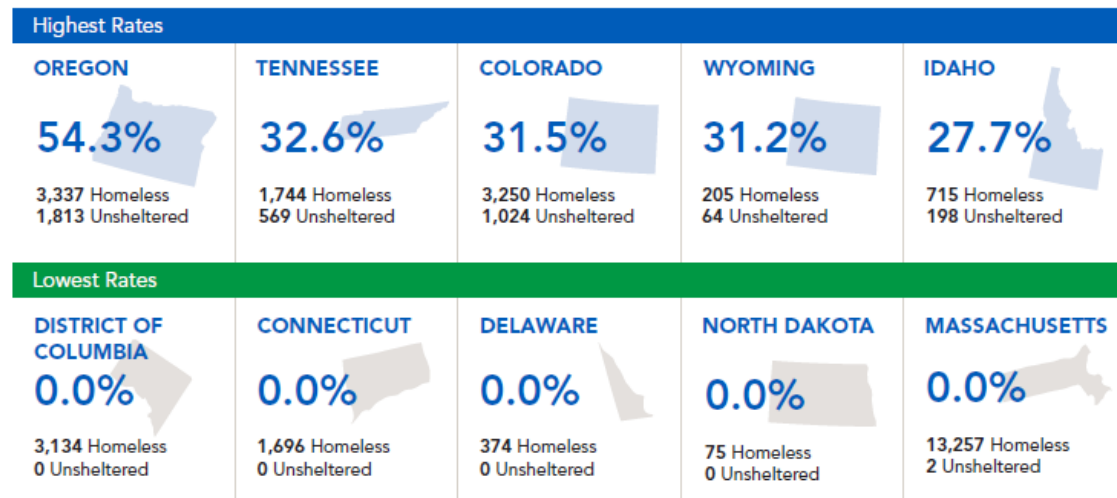 Highest Rates
OREGON
54.3%
3,337 Homeless
1,813 Unsheltered
TENNESSEE
32.6%
1,744 Homeless
569 Unsheltered
COLORADO
31.5%
3,250 Homeless
1,024 Unsheltered
WYOMING
31.2%
205 Homeless
64 Unsheltered
IDAHO
27.7%
715 Homeless
198 Unsheltered
Lowest Rates
DISTRICT OF
COLUMBIA
0.0%
3,134 Homeless
0 Unsheltered
CONNECTICUT
0.0%
1,696 Homeless
0 Unsheltered
DELAWARE
0.0%
374 Homeless
0 Unsheltered
NORTH DAKOTA
0.0%
75 Homeless
0 Unsheltered
MASSACHUSETTS
0.0%
13,257 Homeless
2 Unsheltered